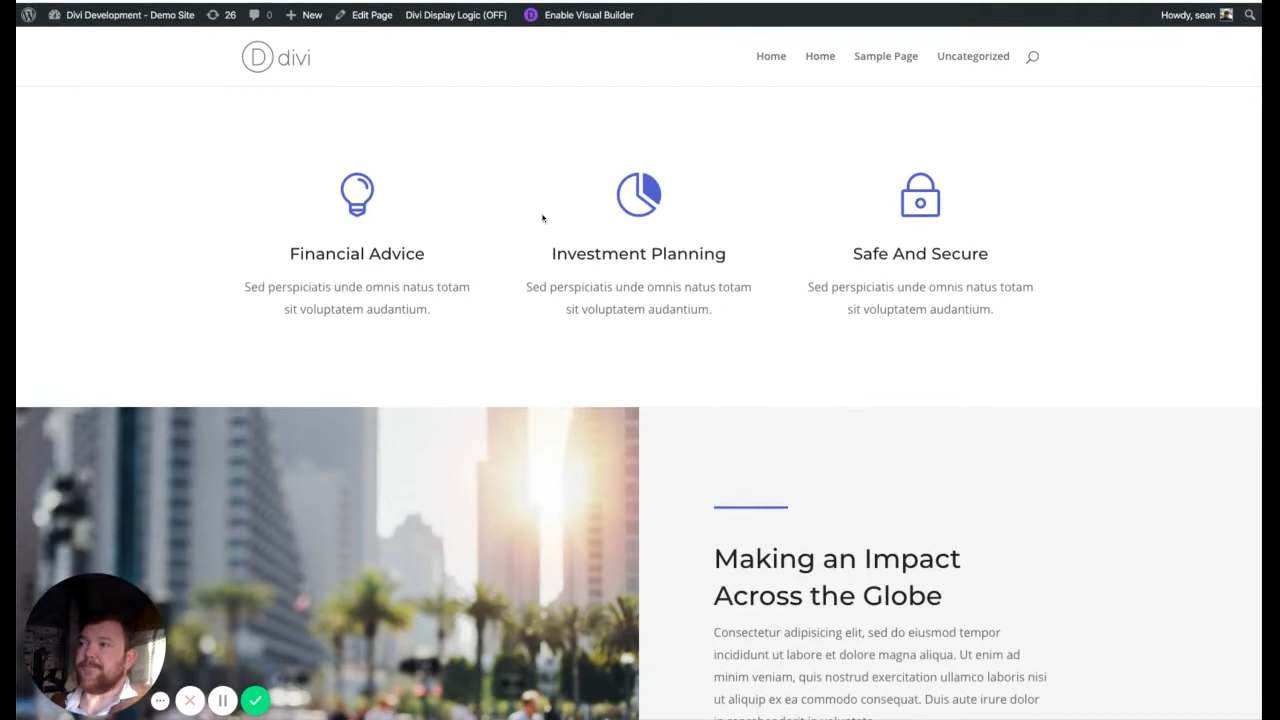 Divi Development - Demo Site 26 0 New Edit Page Divi Display Logic (OFF) D Enable Visual Builder Howdy, sean
D divi Home Home Sample Page Uncategorized
Financial Advice
Sed perspiciatis unde omnis natus totam
sit voluptatem audantium.
Investment Planning
Sed perspiciatis unde omnis natus totam
sit voluptatem audantium.
Safe And Secure
Sed perspiciatis unde omnis natus totam
sit voluptatem audantium.
Making an Impact
Across the Globe
Consectetur adipisicing elit, sed do eiusmod tempor
incididunt ut labore et dolore magna aliqua. Ut enim ad
minim veniam, quis nostrud exercitation ullamco laboris nisi
ut aliquip ex ea commodo consequat. Duis aute irure dolor